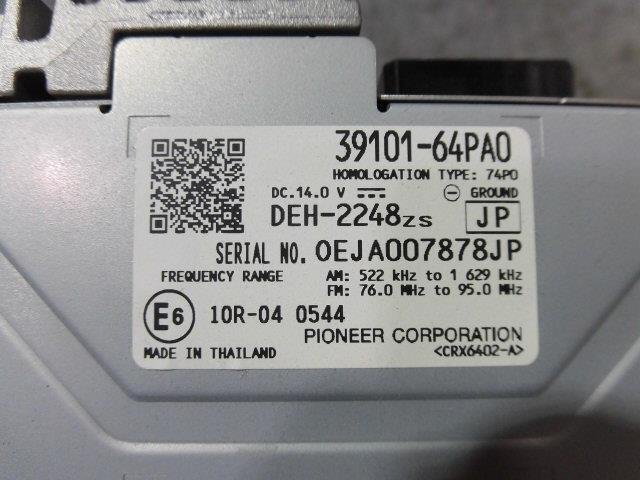 39101-64PA0
HOMOLOGATION TYPE: 74P0
DC.14.0 V ⎓ ⊖ GROUND
DEH-2248zs JP
SERIAL NO. OEJA007878JP
FREQUENCY RANGE AM: 522 kHz to 1 629 kHz
FM: 76.0 MHz to 95.0 MHz
E6 10R-04 0544
PIONEER CORPORATION
MADE IN THAILAND <CRX6402-A>